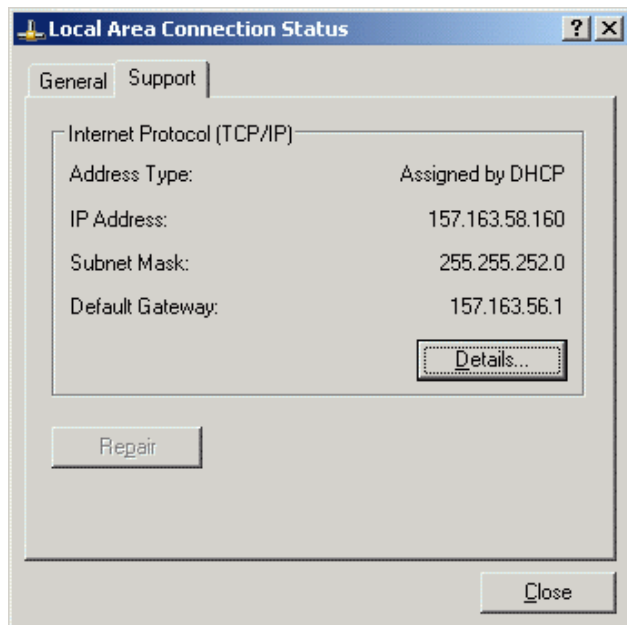 Local Area Connection Status
General Support
Internet Protocol (TCP/IP)
Address Type: Assigned by DHCP
IP Address: 157.163.58.160
Subnet Mask: 255.255.252.0
Default Gateway: 157.163.56.1
Details...
Repair
Close